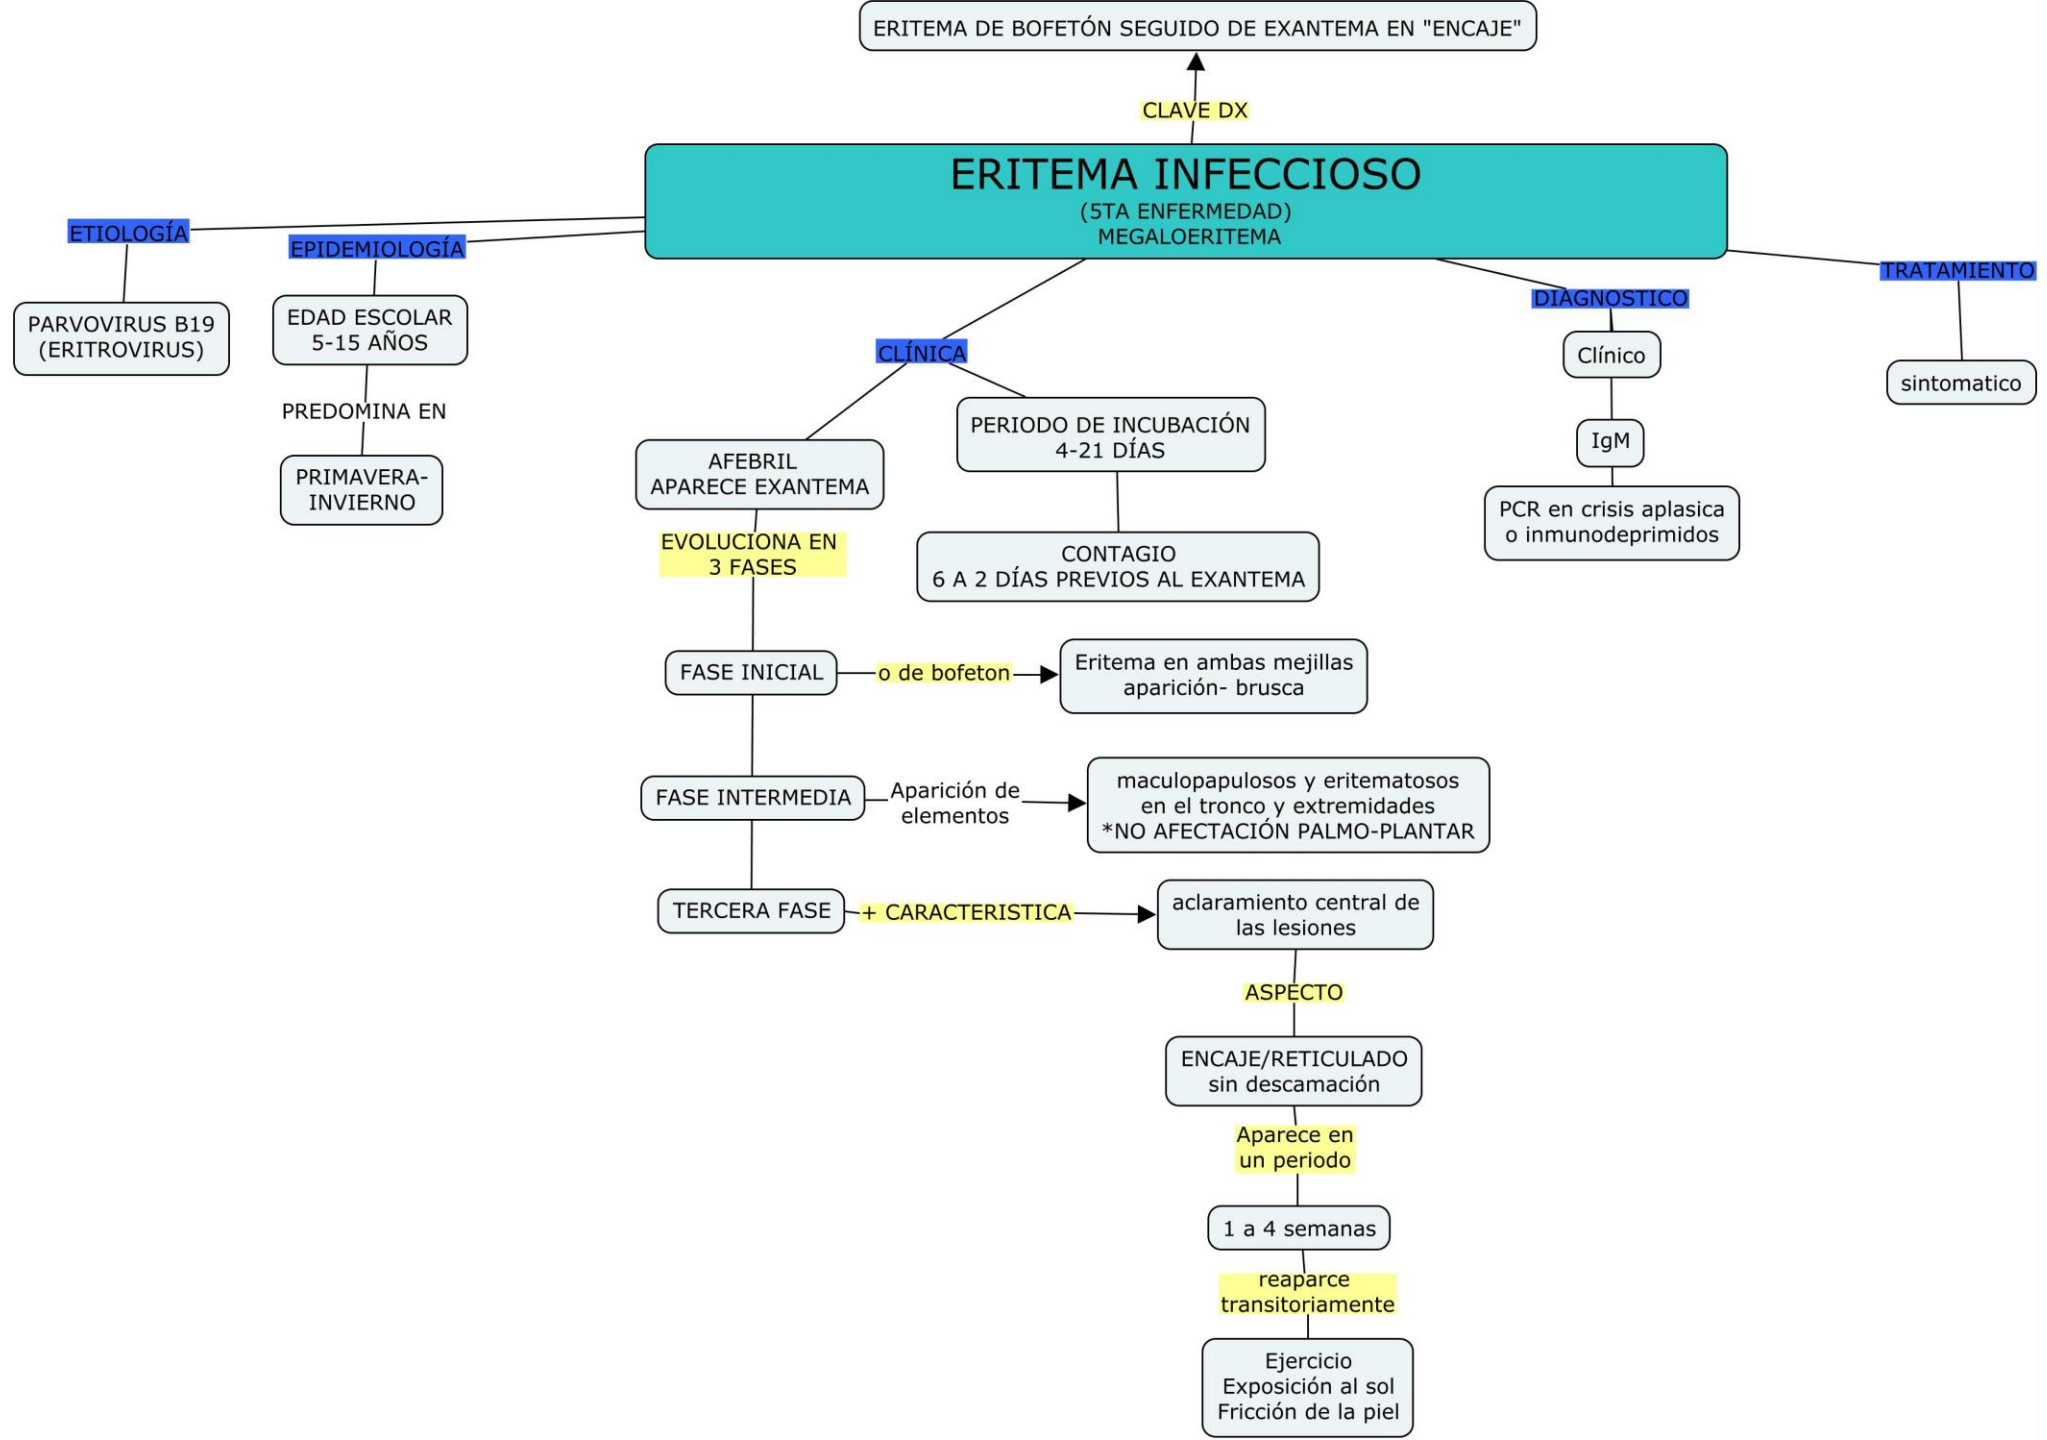 ERITEMA DE BOFETÓN SEGUIDO DE EXANTEMA EN "ENCAJE"
CLAVE DX
ERITEMA INFECCIOSO
(5TA ENFERMEDAD)
MEGALOERITEMA
ETIOLOGÍA
PARVOVIRUS B19
(ERITROVIRUS)
EPIDEMIOLOGÍA
EDAD ESCOLAR
5-15 AÑOS
PREDOMINA EN
PRIMAVERA-
INVIERNO
CLÍNICA
AFEBRIL
APARECE EXANTEMA
EVOLUCIONA EN
3 FASES
PERIODO DE INCUBACIÓN
4-21 DÍAS
CONTAGIO
6 A 2 DÍAS PREVIOS AL EXANTEMA
FASE INICIAL
o de bofeton
Eritema en ambas mejillas
aparición- brusca
FASE INTERMEDIA
Aparición de
elementos
maculopapulosos y eritematosos
en el tronco y extremidades
*NO AFECTACIÓN PALMO-PLANTAR
TERCERA FASE
+ CARACTERISTICA
aclaramiento central de
las lesiones
ASPECTO
ENCAJE/RETICULADO
sin descamación
Aparece en
un periodo
1 a 4 semanas
reaparce
transitoriamente
Ejercicio
Exposición al sol
Fricción de la piel
DIAGNOSTICO
Clínico
IgM
PCR en crisis aplasica
o inmunodeprimidos
TRATAMIENTO
sintomatico